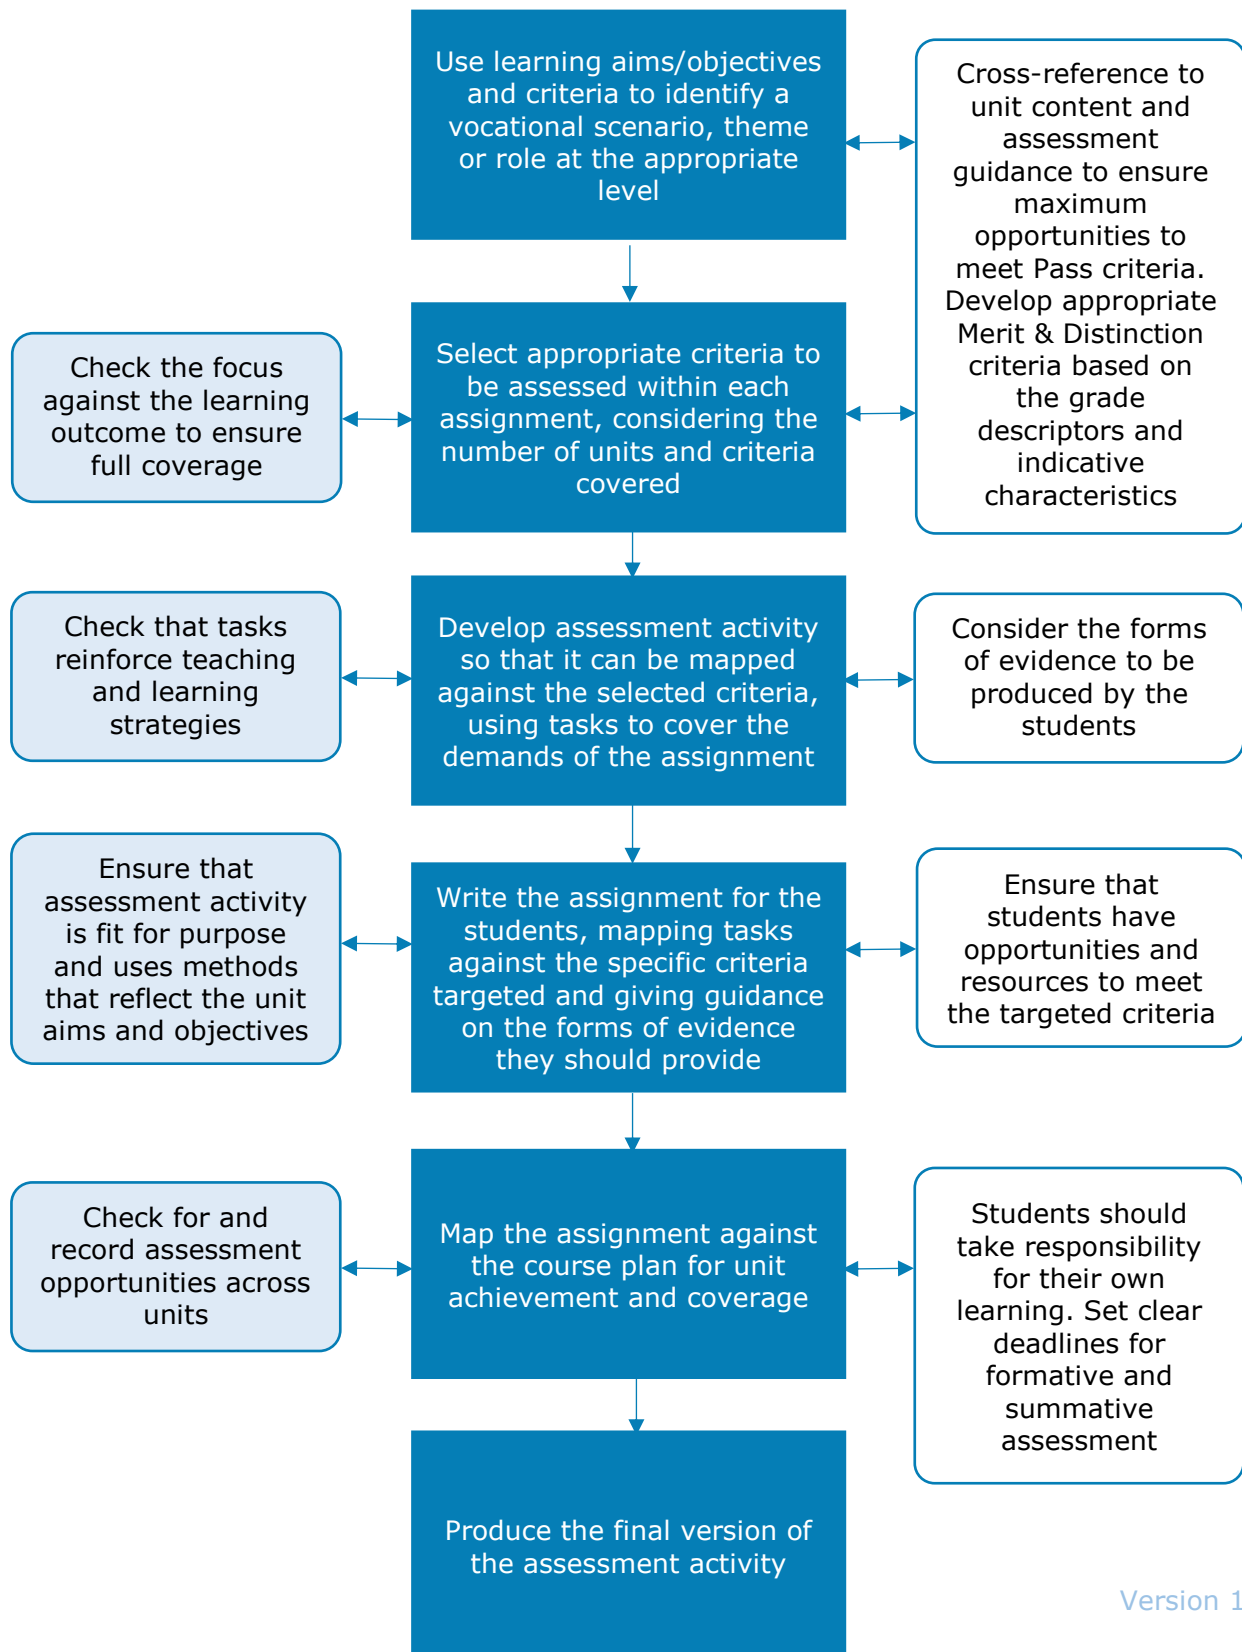 Use learning aims/objectives
and criteria to identify a
vocational scenario, theme
or role at the appropriate
level
Cross-reference to
unit content and
assessment
guidance to ensure
maximum
opportunities to
meet Pass criteria.
Develop appropriate
Merit & Distinction
criteria based on
the grade
descriptors and
indicative
characteristics
Check the focus
against the learning
outcome to ensure
full coverage
Select appropriate criteria to
be assessed within each
assignment, considering the
number of units and criteria
covered
Check that tasks
reinforce teaching
and learning
strategies
Develop assessment activity
so that it can be mapped
against the selected criteria,
using tasks to cover the
demands of the assignment
Consider the forms
of evidence to be
produced by the
students
Ensure that
assessment activity
is fit for purpose
and uses methods
that reflect the unit
aims and objectives
Write the assignment for the
students, mapping tasks
against the specific criteria
targeted and giving guidance
on the forms of evidence
they should provide
Ensure that
students have
opportunities and
resources to meet
the targeted criteria
Check for and
record assessment
opportunities across
units
Map the assignment against
the course plan for unit
achievement and coverage
Students should
take responsibility
for their own
learning. Set clear
deadlines for
formative and
summative
assessment
Produce the final version of
the assessment activity
Version 1